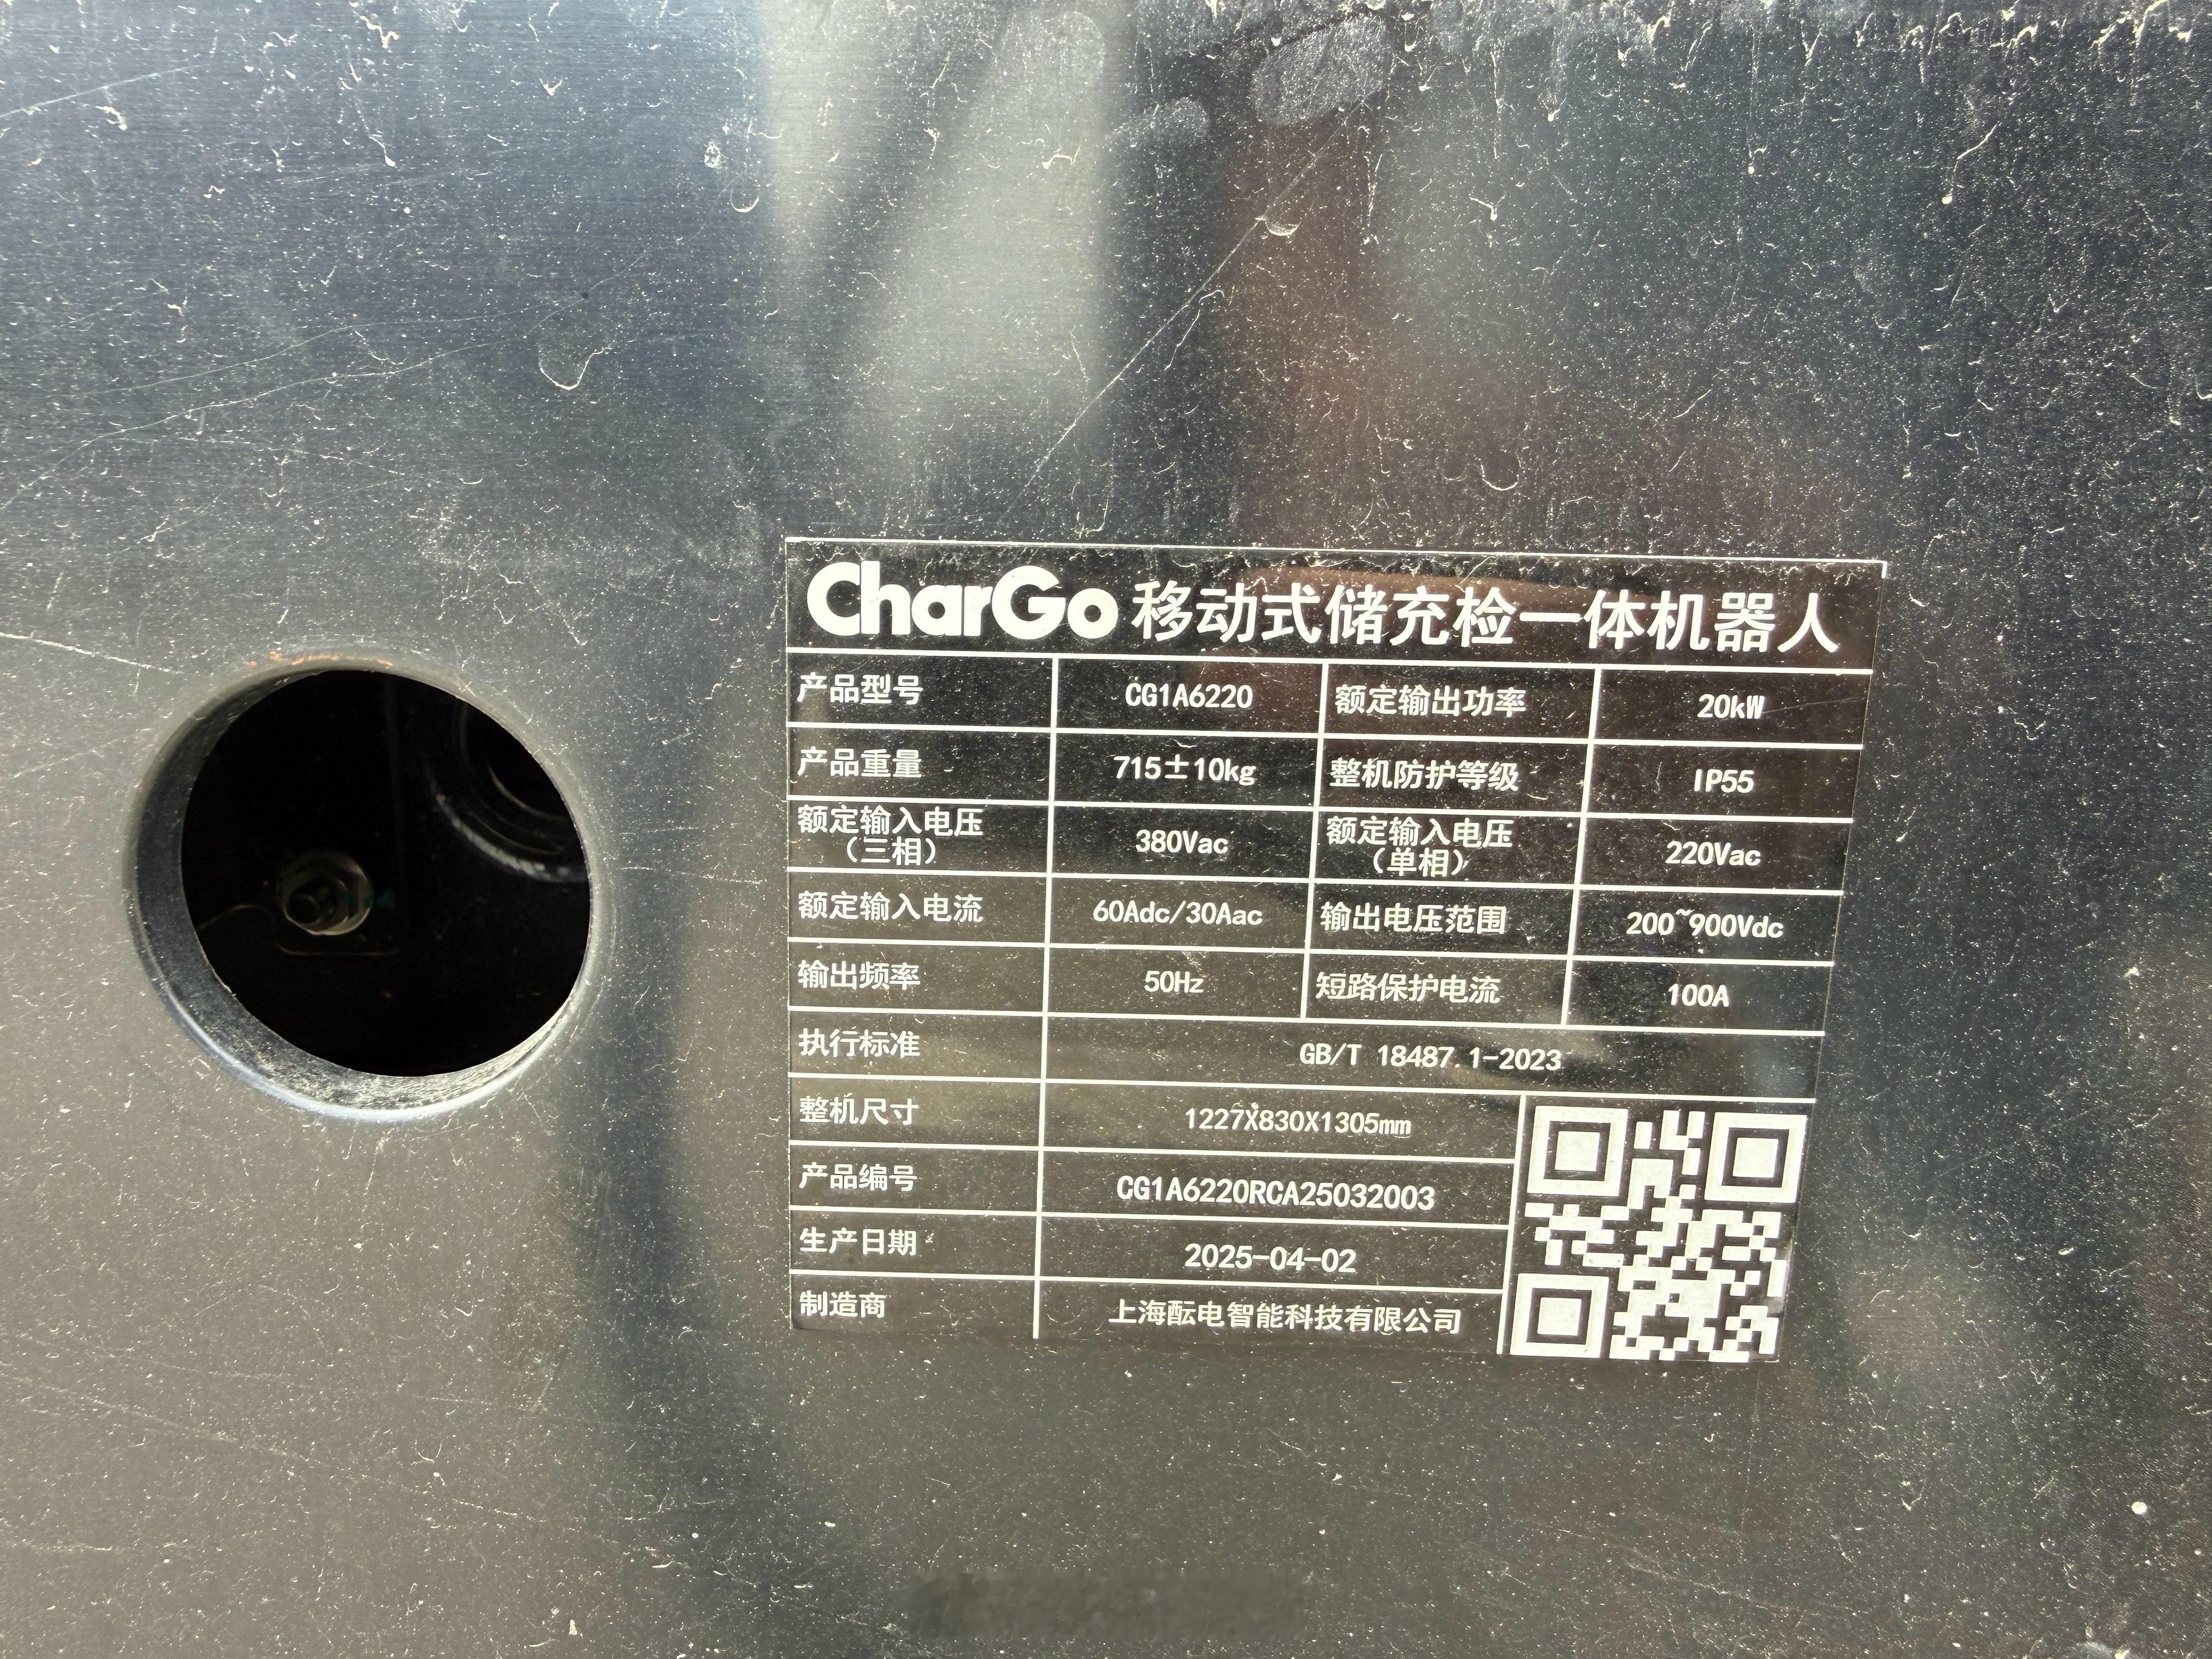 CharGo 移动式储充检一体机器人
产品型号 CG1A6220 额定输出功率 20kW
产品重量 715±10kg 整机防护等级 IP55
额定输入电压（三相） 380Vac 额定输入电压（单相） 220Vac
额定输入电流 60Adc/30Aac 输出电压范围 200~900Vdc
输出频率 50Hz 短路保护电流 100A
执行标准 GB/T 18487.1-2023
整机尺寸 1227X830X1305mm
产品编号 CG1A6220RCA25032003
生产日期 2025-04-02
制造商 上海酝电智能科技有限公司